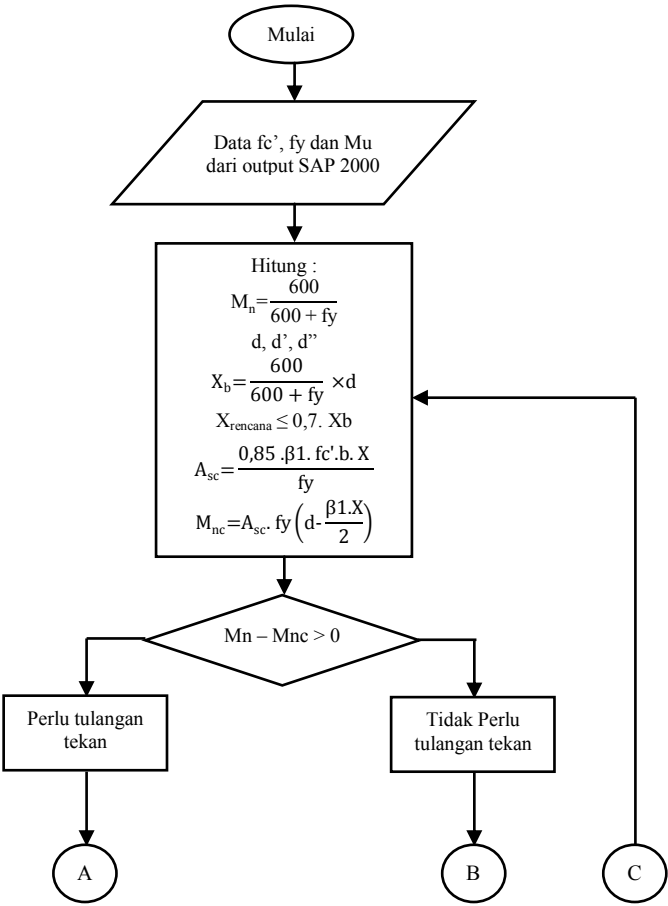 Mulai
Data fc’, fy dan Mu
dari output SAP 2000
Hitung :
Mn=600/(600 + fy)
d, d’, d”
Xb=600/(600 + fy) ×d
Xrencana ≤ 0,7. Xb
Asc=(0,85 .β1. fc'.b. X)/fy
Mnc=Asc. fy(d-β1.X/2)
Mn – Mnc > 0
Perlu tulangan
tekan
Tidak Perlu
tulangan tekan
A
B
C